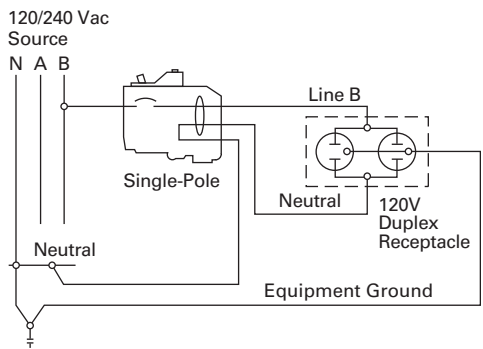 120/240 Vac
Source
N A B
Line B
Single-Pole
Neutral
120V
Duplex
Receptacle
Neutral
Equipment Ground